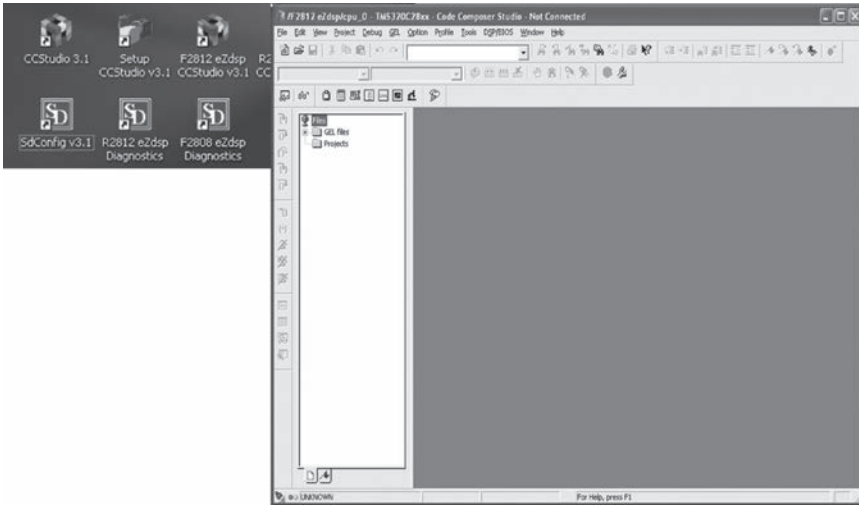 CCStudio 3.1
Setup CCStudio v3.1
F2812 eZdsp CCStudio v3.1
R2
CC
SdConfig v3.1
R2812 eZdsp Diagnostics
F2808 eZdsp Diagnostics
/F2812 eZdsp/cpu_0 - TMS320C28xx - Code Composer Studio - Not Connected
File Edit View Project Debug GEL Option Profile Tools DSP/BIOS Window Help
Files
GEL files
Projects
UNKNOWN
For Help, press F1